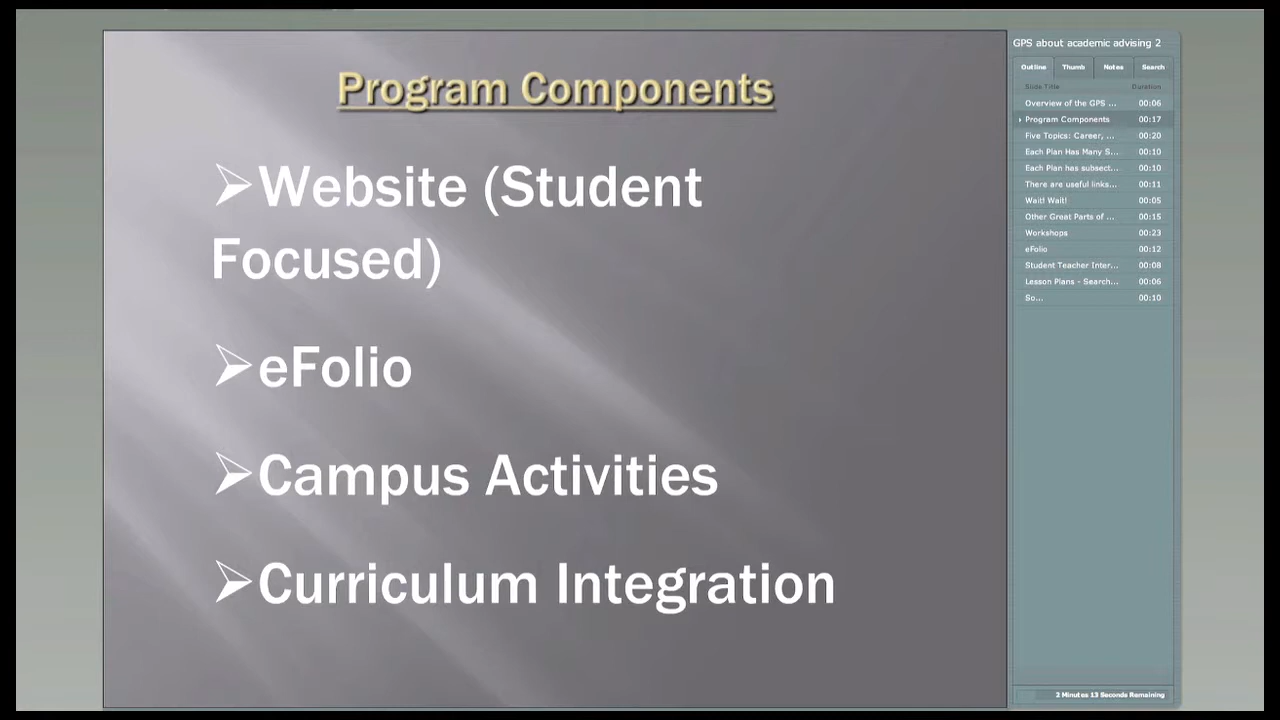 Program Components
➢Website (Student
Focused)
➢eFolio
➢Campus Activities
➢Curriculum Integration
GPS about academic advising 2
Outline Thumb Notes Search
Slide Title Duration
Overview of the GPS ... 00:06
Program Components 00:17
Five Topics: Career, ... 00:20
Each Plan Has Many S... 00:10
Each Plan has subsect... 00:10
There are useful links... 00:11
Wait! Wait! 00:05
Other Great Parts of ... 00:15
Workshops 00:23
eFolio 00:12
Student Teacher Inter... 00:08
Lesson Plans - Search... 00:06
So... 00:10
2 Minutes 13 Seconds Remaining